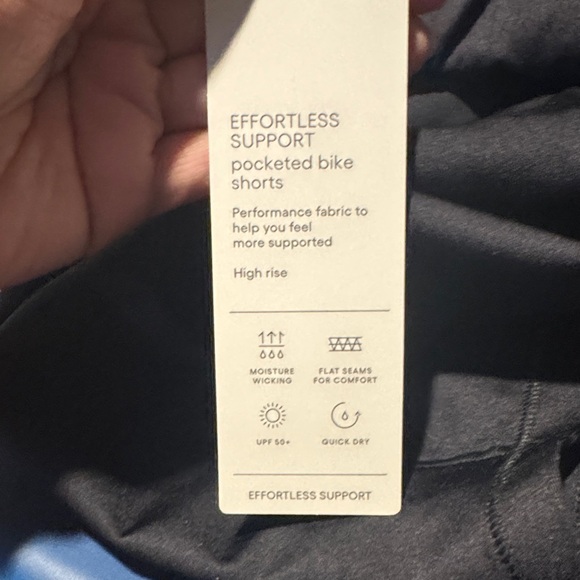 EFFORTLESS
SUPPORT
pocketed bike
shorts
Performance fabric to
help you feel
more supported
High rise
MOISTURE
WICKING
FLAT SEAMS
FOR COMFORT
UPF 50+
QUICK DRY
EFFORTLESS SUPPORT